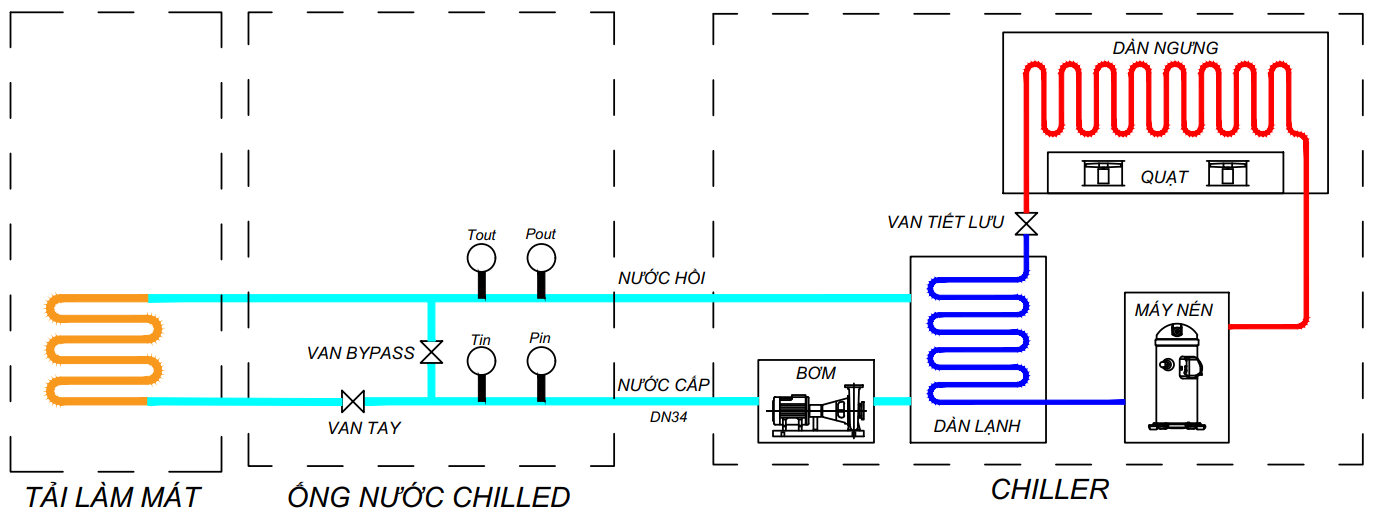 DÀN NGƯNG
QUẠT
VAN TIẾT LƯU
Tout
Pout
NƯỚC HỒI
MÁY NÉN
VAN BYPASS
Tin
Pin
NƯỚC CẤP
BƠM
DN34
VAN TAY
DÀN LẠNH
TẢI LÀM MÁT
ỐNG NƯỚC CHILLED
CHILLER